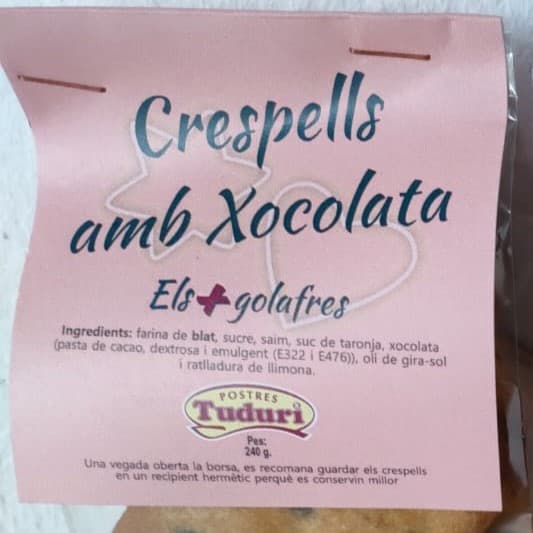 Crespells
amb Xocolata
Els + golafres
Ingredients: farina de blat, sucre, saim, suc de taronja, xocolata
(pasta de cacao, dextrosa i emulgent (E322 i E476)), oli de gira-sol
i ratlladura de llimona.
POSTRES
Tuduri
Pes:
240 g.
Una vegada oberta la borsa, es recomana guardar els crespells
en un recipient hermètic perquè es conservin millor